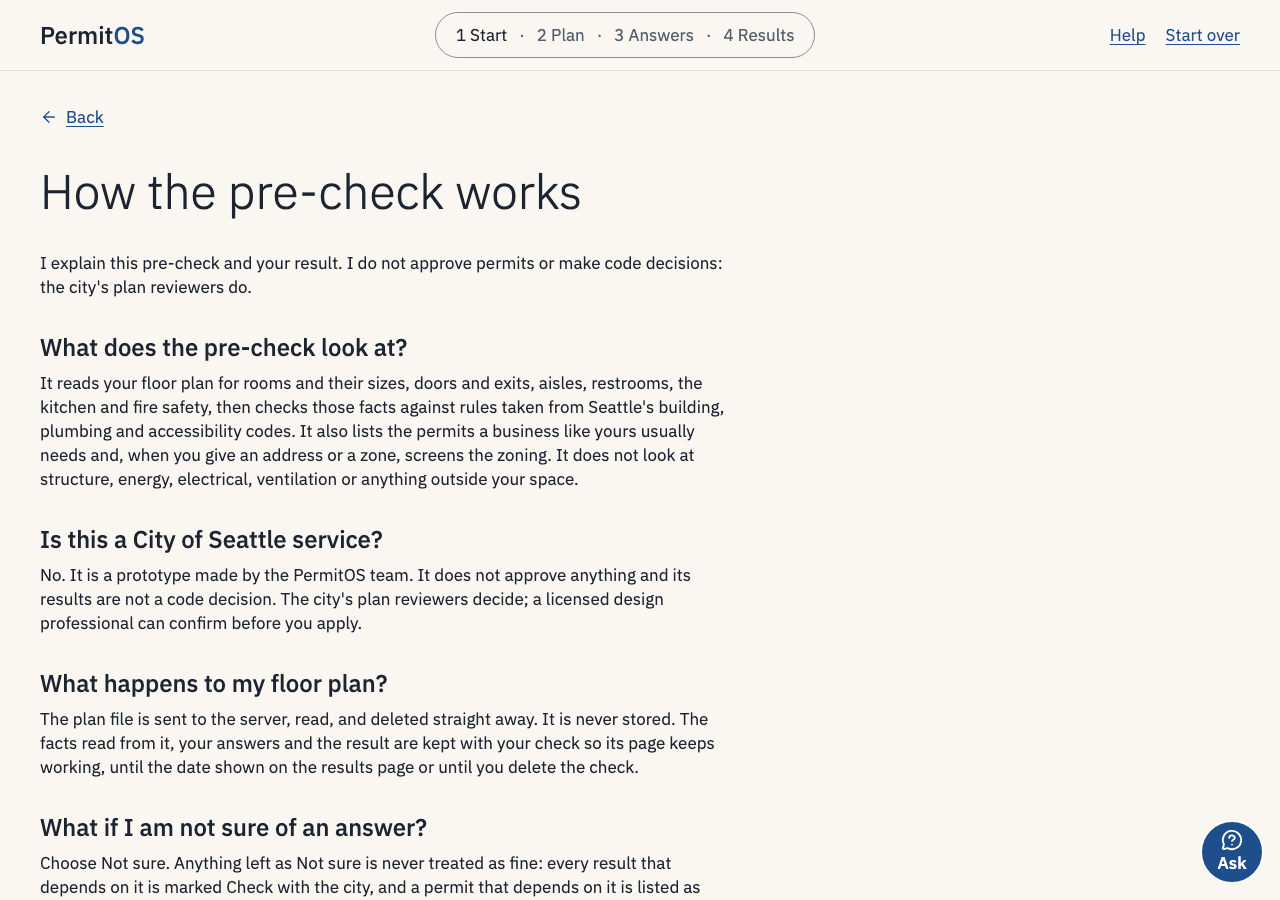 PermitOS
1 Start · 2 Plan · 3 Answers · 4 Results
Help
Start over
Back
How the pre-check works
I explain this pre-check and your result. I do not approve permits or make code decisions:
the city's plan reviewers do.
What does the pre-check look at?
It reads your floor plan for rooms and their sizes, doors and exits, aisles, restrooms, the
kitchen and fire safety, then checks those facts against rules taken from Seattle's building,
plumbing and accessibility codes. It also lists the permits a business like yours usually
needs and, when you give an address or a zone, screens the zoning. It does not look at
structure, energy, electrical, ventilation or anything outside your space.
Is this a City of Seattle service?
No. It is a prototype made by the PermitOS team. It does not approve anything and its
results are not a code decision. The city's plan reviewers decide; a licensed design
professional can confirm before you apply.
What happens to my floor plan?
The plan file is sent to the server, read, and deleted straight away. It is never stored. The
facts read from it, your answers and the result are kept with your check so its page keeps
working, until the date shown on the results page or until you delete the check.
What if I am not sure of an answer?
Choose Not sure. Anything left as Not sure is never treated as fine: every result that
depends on it is marked Check with the city, and a permit that depends on it is listed as
Ask